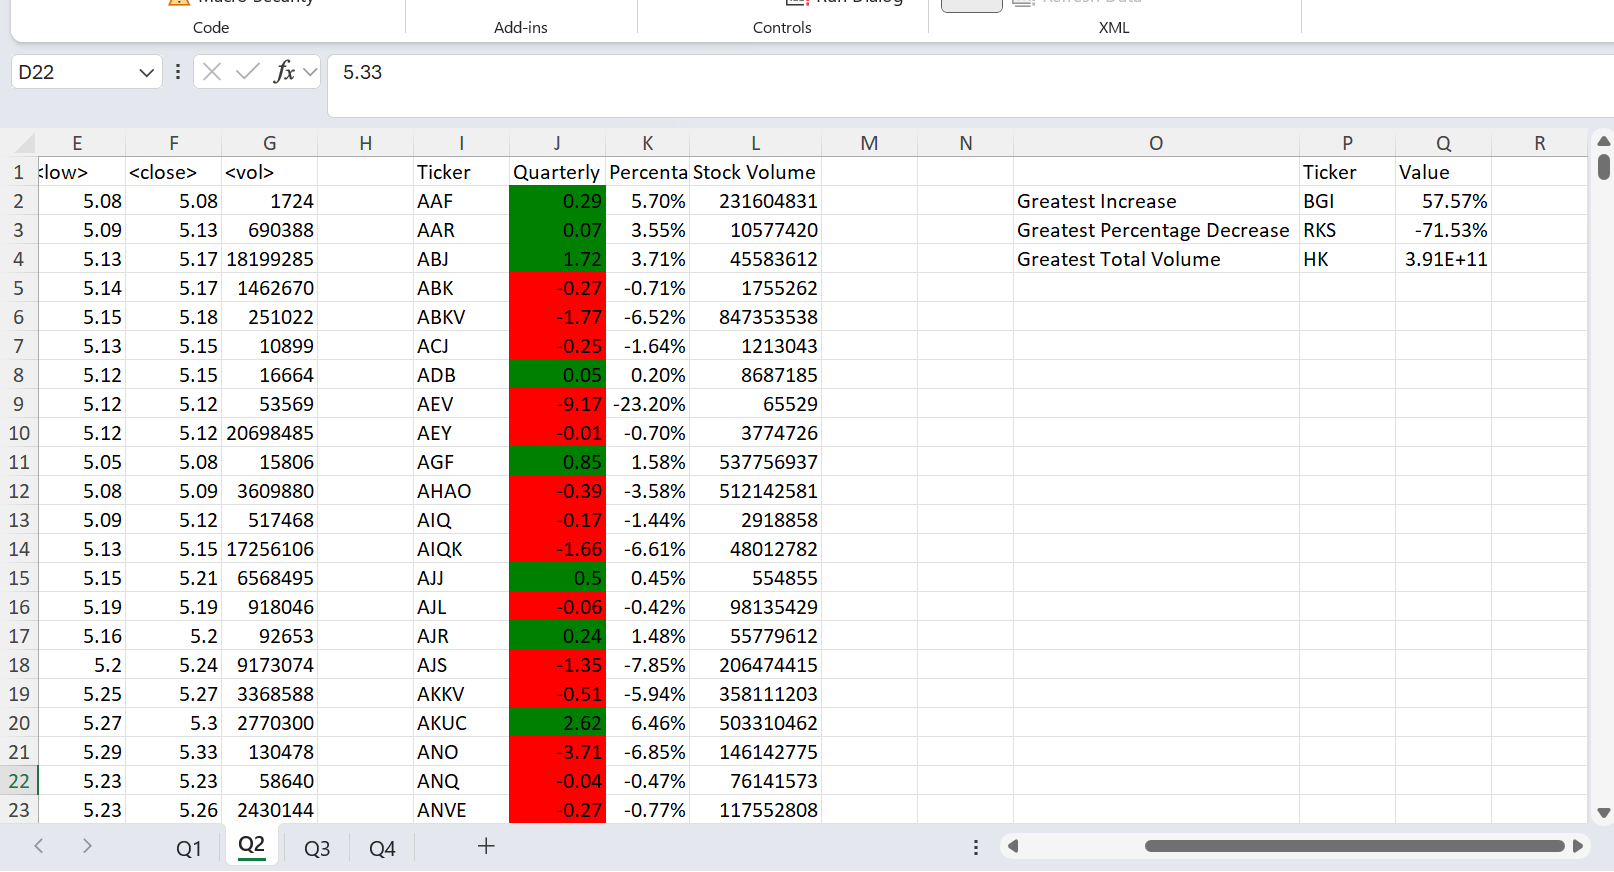 Macro Security Run Dialog Refresh Data
Code Add-ins Controls XML
D22 fx 5.33
E F G H I J K L M N O P Q R
1 <low> <close> <vol> Ticker Quarterly Percenta Stock Volume Ticker Value
2 5.08 5.08 1724 AAF 0.29 5.70% 231604831 Greatest Increase BGI 57.57%
3 5.09 5.13 690388 AAR 0.07 3.55% 10577420 Greatest Percentage Decrease RKS -71.53%
4 5.13 5.17 18199285 ABJ 1.72 3.71% 45583612 Greatest Total Volume HK 3.91E+11
5 5.14 5.17 1462670 ABK -0.27 -0.71% 1755262
6 5.15 5.18 251022 ABKV -1.77 -6.52% 847353538
7 5.13 5.15 10899 ACJ -0.25 -1.64% 1213043
8 5.12 5.15 16664 ADB 0.05 0.20% 8687185
9 5.12 5.12 53569 AEV -9.17 -23.20% 65529
10 5.12 5.12 20698485 AEY -0.01 -0.70% 3774726
11 5.05 5.08 15806 AGF 0.85 1.58% 537756937
12 5.08 5.09 3609880 AHAO -0.39 -3.58% 512142581
13 5.09 5.12 517468 AIQ -0.17 -1.44% 2918858
14 5.13 5.15 17256106 AIQK -1.66 -6.61% 48012782
15 5.15 5.21 6568495 AJJ 0.5 0.45% 554855
16 5.19 5.19 918046 AJL -0.06 -0.42% 98135429
17 5.16 5.2 92653 AJR 0.24 1.48% 55779612
18 5.2 5.24 9173074 AJS -1.35 -7.85% 206474415
19 5.25 5.27 3368588 AKKV -0.51 -5.94% 358111203
20 5.27 5.3 2770300 AKUC 2.62 6.46% 503310462
21 5.29 5.33 130478 ANO -3.71 -6.85% 146142775
22 5.23 5.23 58640 ANQ -0.04 -0.47% 76141573
23 5.23 5.26 2430144 ANVE -0.27 -0.77% 117552808
Q1 Q2 Q3 Q4 +